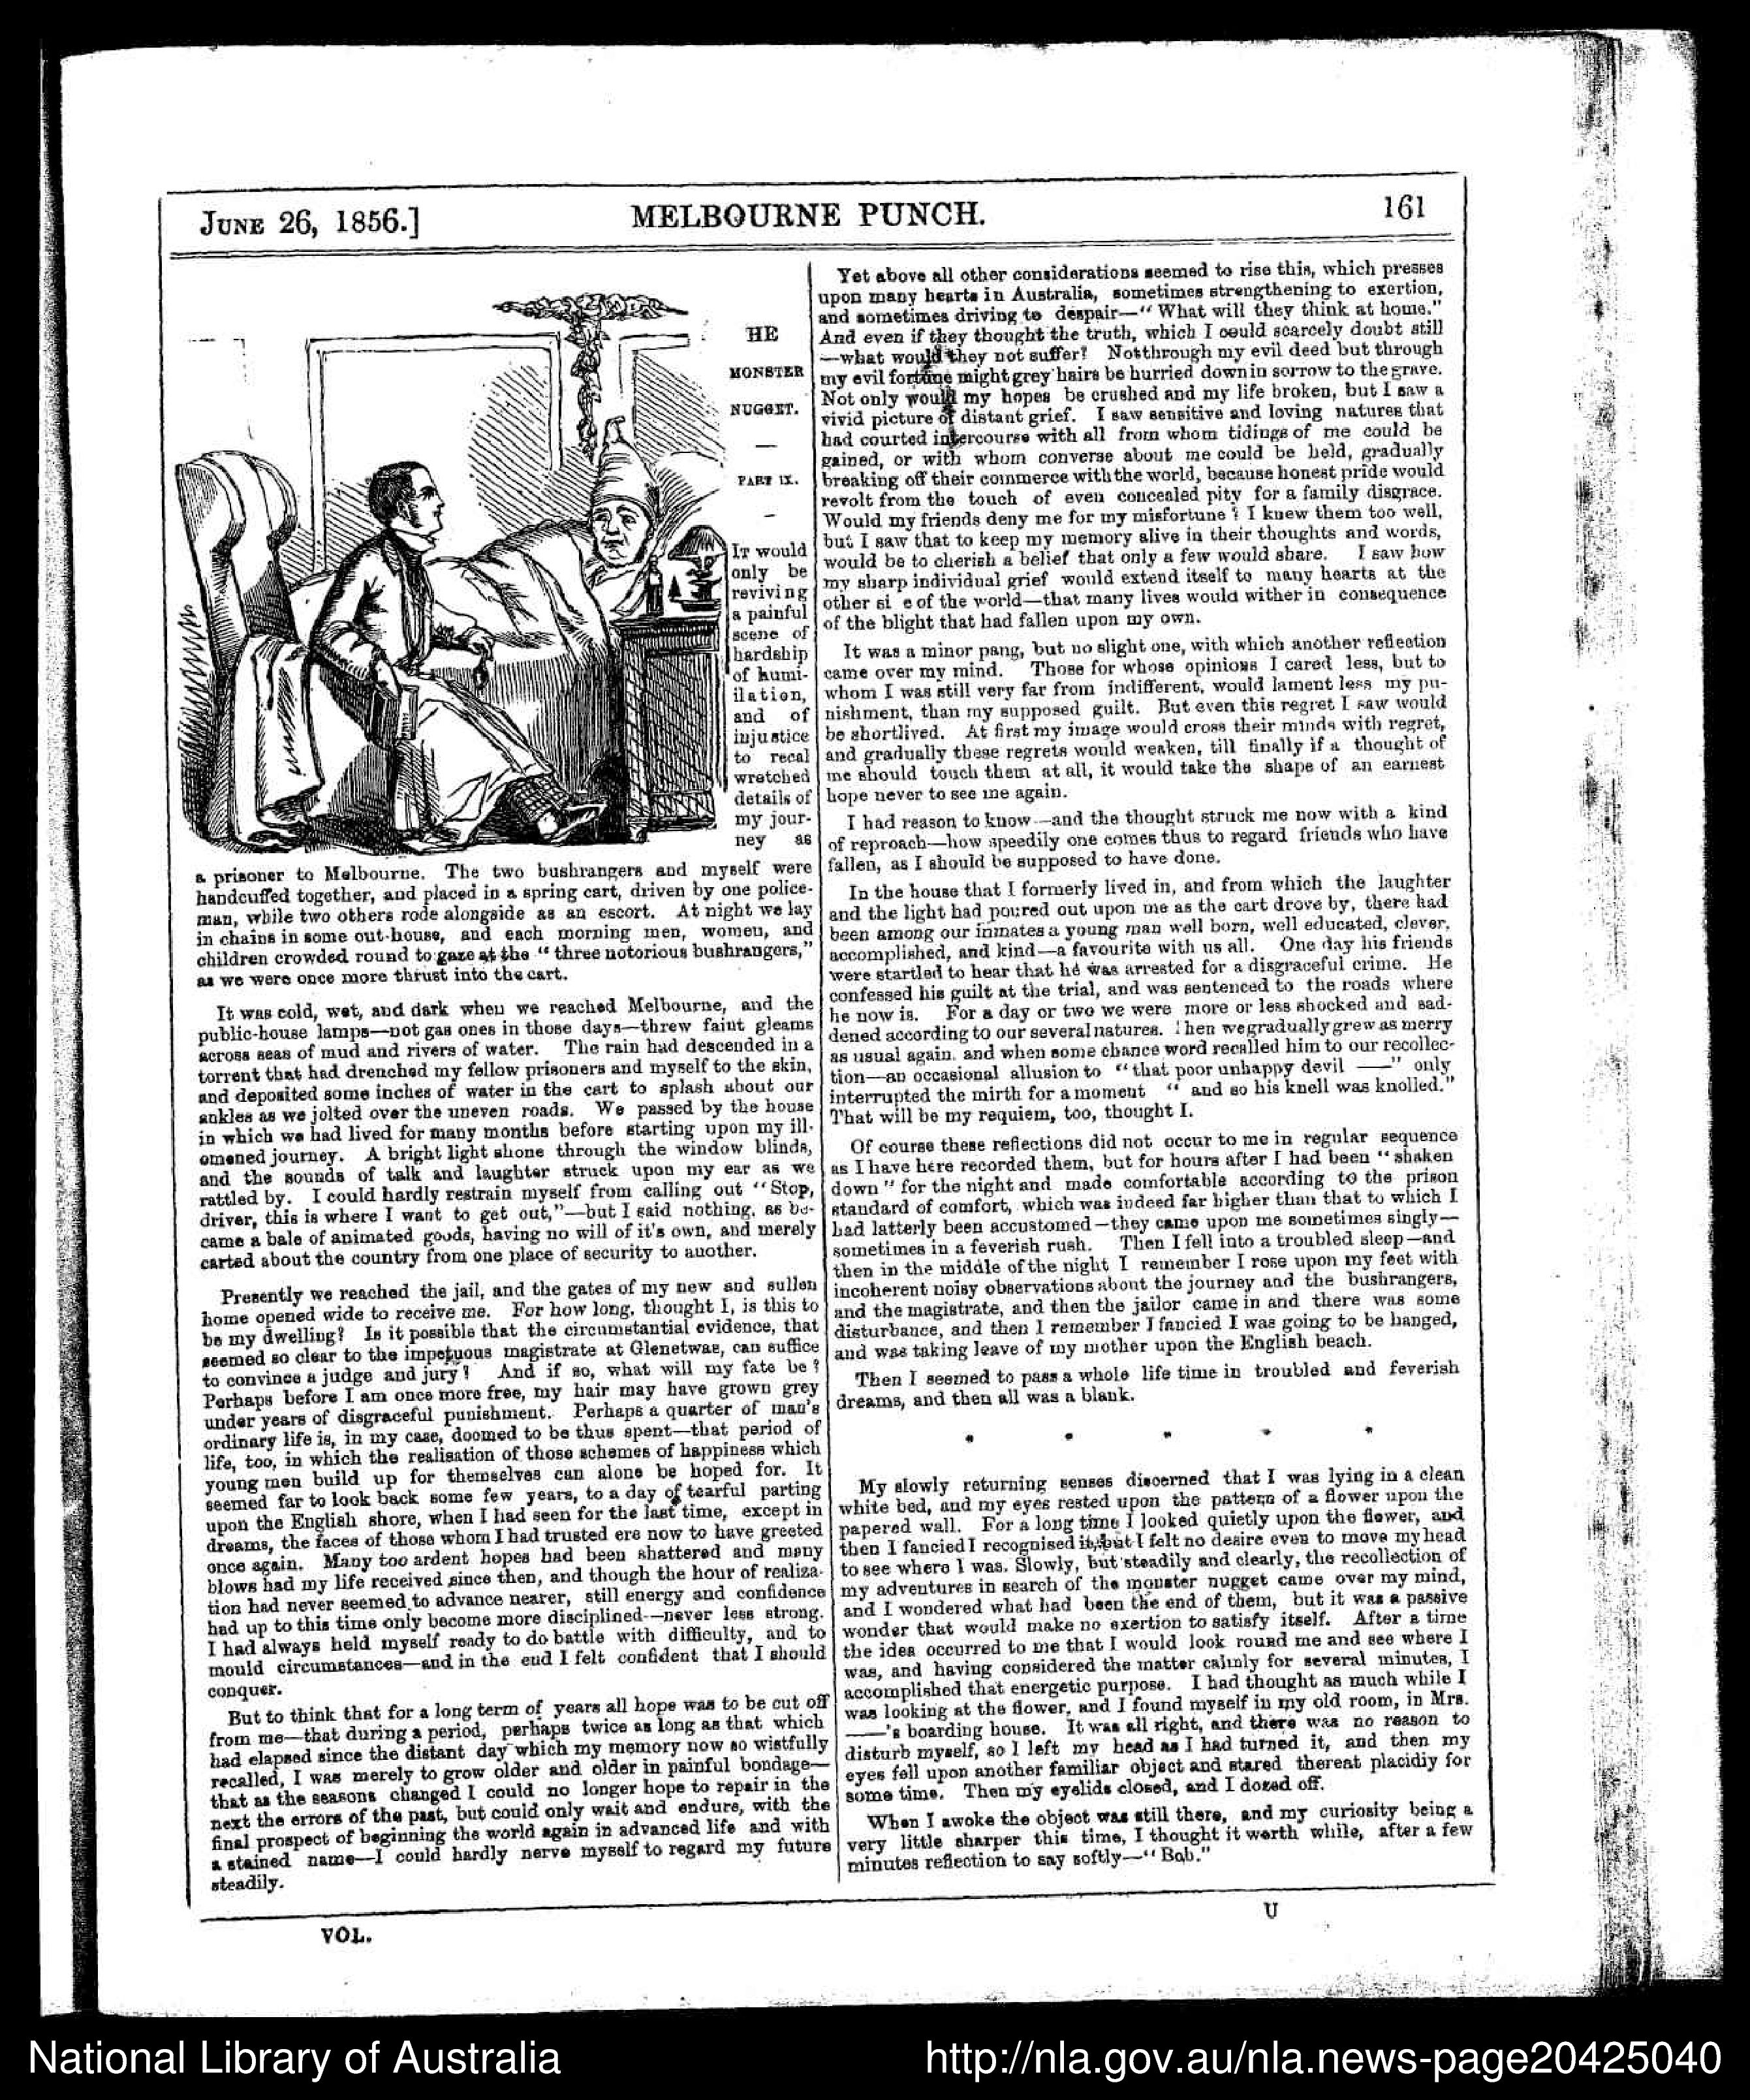 JUNE 26, 1856.]
MELBOURNE PUNCH.
161
HE
MONSTER
NUGGET.
—
PART IX.
—
IT would
only be
reviving
a painful
scene of
hardship
of humi-
iliation,
and of
injustice
to recal
wretched
details of
my jour-
ney as
a prisoner to Melbourne. The two bushrangers and myself were
handcuffed together, and placed in a spring cart, driven by one police-
man, while two others rode alongside as an escort. At night we lay
in chains in some out-house, and each morning men, women, and
children crowded round to gaze at the "three notorious bushrangers,"
as we were once more thrust into the cart.
It was cold, wet, and dark when we reached Melbourne, and the
public-house lamps—not gas ones in those days—threw faint gleams
across seas of mud and rivers of water. The rain had descended in a
torrent that had drenched my fellow prisoners and myself to the skin,
and deposited some inches of water in the cart to splash about our
ankles as we jolted over the uneven roads. We passed by the house
in which we had lived for many months before starting upon my ill-
omened journey. A bright light shone through the window blinds,
and the sounds of talk and laughter struck upon my ear as we
rattled by. I could hardly restrain myself from calling out "Stop,
driver, this is where I want to get out,"—but I said nothing, as be-
came a bale of animated goods, having no will of it's own, and merely
carted about the country from one place of security to another.
Presently we reached the jail, and the gates of my new and sullen
home opened wide to receive me. For how long, thought I, is this to
be my dwelling? Is it possible that the circumstantial evidence, that
seemed so clear to the impetuous magistrate at Glenetwae, can suffice
to convince a judge and jury? And if so, what will my fate be?
Perhaps before I am once more free, my hair may have grown grey
under years of disgraceful punishment. Perhaps a quarter of man's
ordinary life is, in my case, doomed to be thus spent—that period of
life, too, in which the realisation of those schemes of happiness which
young men build up for themselves can alone be hoped for. It
seemed far to look back some few years, to a day of tearful parting
upon the English shore, when I had seen for the last time, except in
dreams, the faces of those whom I had trusted ere now to have greeted
once again. Many too ardent hopes had been shattered and many
blows had my life received since then, and though the hour of realiza-
tion had never seemed to advance nearer, still energy and confidence
had up to this time only become more disciplined—never less strong.
I had always held myself ready to do battle with difficulty, and to
mould circumstances—and in the end I felt confident that I should
conquer.
But to think that for a long term of years all hope was to be cut off
from me—that during a period, perhaps twice as long as that which
had elapsed since the distant day which my memory now so wistfully
recalled, I was merely to grow older and older in painful bondage—
that as the seasons changed I could no longer hope to repair in the
next the errors of the past, but could only wait and endure, with the
final prospect of beginning the world again in advanced life and with
a stained name—I could hardly nerve myself to regard my future
steadily.
Yet above all other considerations seemed to rise this, which presses
upon many hearts in Australia, sometimes strengthening to exertion,
and sometimes driving to despair—"What will they think at home."
And even if they thought the truth, which I could scarcely doubt still
—what would they not suffer? Not through my evil deed but through
my evil fortune might grey hairs be hurried down in sorrow to the grave.
Not only would my hopes be crushed and my life broken, but I saw a
vivid picture of distant grief. I saw sensitive and loving natures that
had courted intercourse with all from whom tidings of me could be
gained, or with whom converse about me could be held, gradually
breaking off their commerce with the world, because honest pride would
revolt from the touch of even concealed pity for a family disgrace.
Would my friends deny me for my misfortune? I knew them too well,
but I saw that to keep my memory alive in their thoughts and words,
would be to cherish a belief that only a few would share. I saw how
my sharp individual grief would extend itself to many hearts at the
other si e of the world—that many lives would wither in consequence
of the blight that had fallen upon my own.
It was a minor pang, but no slight one, with which another reflection
came over my mind. Those for whose opinions I cared less, but to
whom I was still very far from indifferent, would lament less my pu-
nishment, than my supposed guilt. But even this regret I saw would
be shortlived. At first my image would cross their minds with regret,
and gradually these regrets would weaken, till finally if a thought of
me should touch them at all, it would take the shape of an earnest
hope never to see me again.
I had reason to know—and the thought struck me now with a kind
of reproach—how speedily one comes thus to regard friends who have
fallen, as I should be supposed to have done.
In the house that I formerly lived in, and from which the laughter
and the light had poured out upon me as the cart drove by, there had
been among our inmates a young man well born, well educated, clever,
accomplished, and kind—a favourite with us all. One day his friends
were startled to hear that he was arrested for a disgraceful crime. He
confessed his guilt at the trial, and was sentenced to the roads where
he now is. For a day or two we were more or less shocked and sad-
dened according to our several natures. Then we gradually grew as merry
as usual again, and when some chance word recalled him to our recollec-
tion—an occasional allusion to "that poor unhappy devil ——" only
interrupted the mirth for a moment "and so his knell was knolled."
That will be my requiem, too, thought I.
Of course these reflections did not occur to me in regular sequence
as I have here recorded them, but for hours after I had been "shaken
down" for the night and made comfortable according to the prison
standard of comfort, which was indeed far higher than that to which I
had latterly been accustomed—they came upon me sometimes singly—
sometimes in a feverish rush. Then I fell into a troubled sleep—and
then in the middle of the night I remember I rose upon my feet with
incoherent noisy observations about the journey and the bushrangers,
and the magistrate, and then the jailor came in and there was some
disturbance, and then I remember I fancied I was going to be hanged,
and was taking leave of my mother upon the English beach.
Then I seemed to pass a whole life time in troubled and feverish
dreams, and then all was a blank.
* * * * *
My slowly returning senses discerned that I was lying in a clean
white bed, and my eyes rested upon the pattern of a flower upon the
papered wall. For a long time I looked quietly upon the flower, and
then I fancied I recognised it, but I felt no desire even to move my head
to see where I was. Slowly, but steadily and clearly, the recollection of
my adventures in search of the monster nugget came over my mind,
and I wondered what had been the end of them, but it was a passive
wonder that would make no exertion to satisfy itself. After a time
the idea occurred to me that I would look round me and see where I
was, and having considered the matter calmly for several minutes, I
accomplished that energetic purpose. I had thought as much while I
was looking at the flower, and I found myself in my old room, in Mrs.
——'s boarding house. It was all right, and there was no reason to
disturb myself, so I left my head as I had turned it, and then my
eyes fell upon another familiar object and stared thereat placidiy for
some time. Then my eyelids closed, and I dozed off.
When I awoke the object was still there, and my curiosity being a
very little sharper this time, I thought it worth while, after a few
minutes reflection to say softly—"Bob."
VOL.
U
National Library of Australia
http://nla.gov.au/nla.news-page20425040